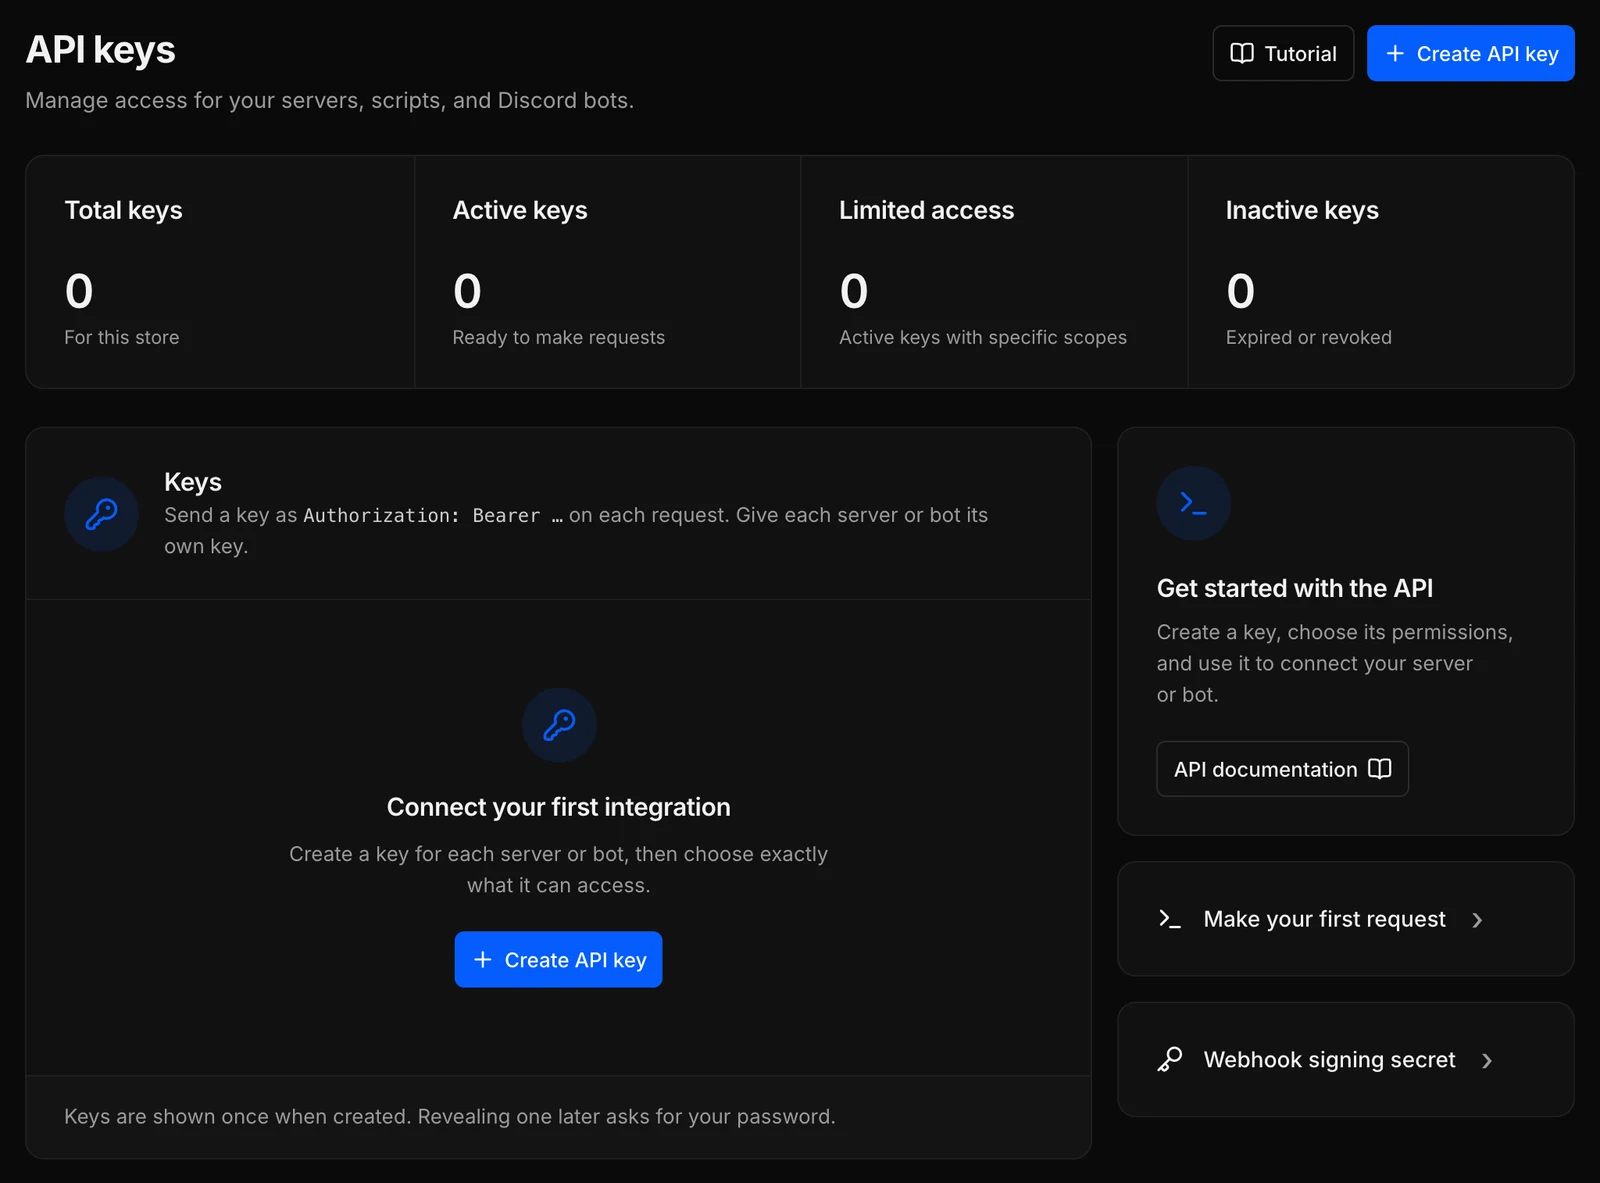 API keys
Manage access for your servers, scripts, and Discord bots.
Tutorial
Create API key
Total keys
0
For this store
Active keys
0
Ready to make requests
Limited access
0
Active keys with specific scopes
Inactive keys
0
Expired or revoked
Keys
Send a key as Authorization: Bearer … on each request. Give each server or bot its
own key.
Connect your first integration
Create a key for each server or bot, then choose exactly
what it can access.
Create API key
Keys are shown once when created. Revealing one later asks for your password.
Get started with the API
Create a key, choose its permissions,
and use it to connect your server
or bot.
API documentation
Make your first request
Webhook signing secret